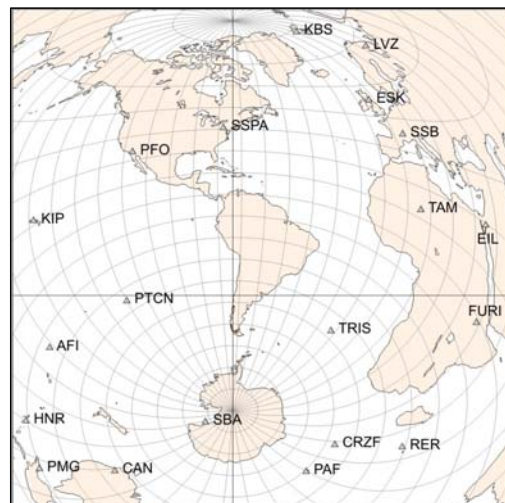 KBS
LVZ
ESK
SSPA
SSB
PFO
TAM
KIP
EIL
PTCN
FURI
TRIS
AFI
HNR
SBA
CRZF
RER
PMG
CAN
PAF